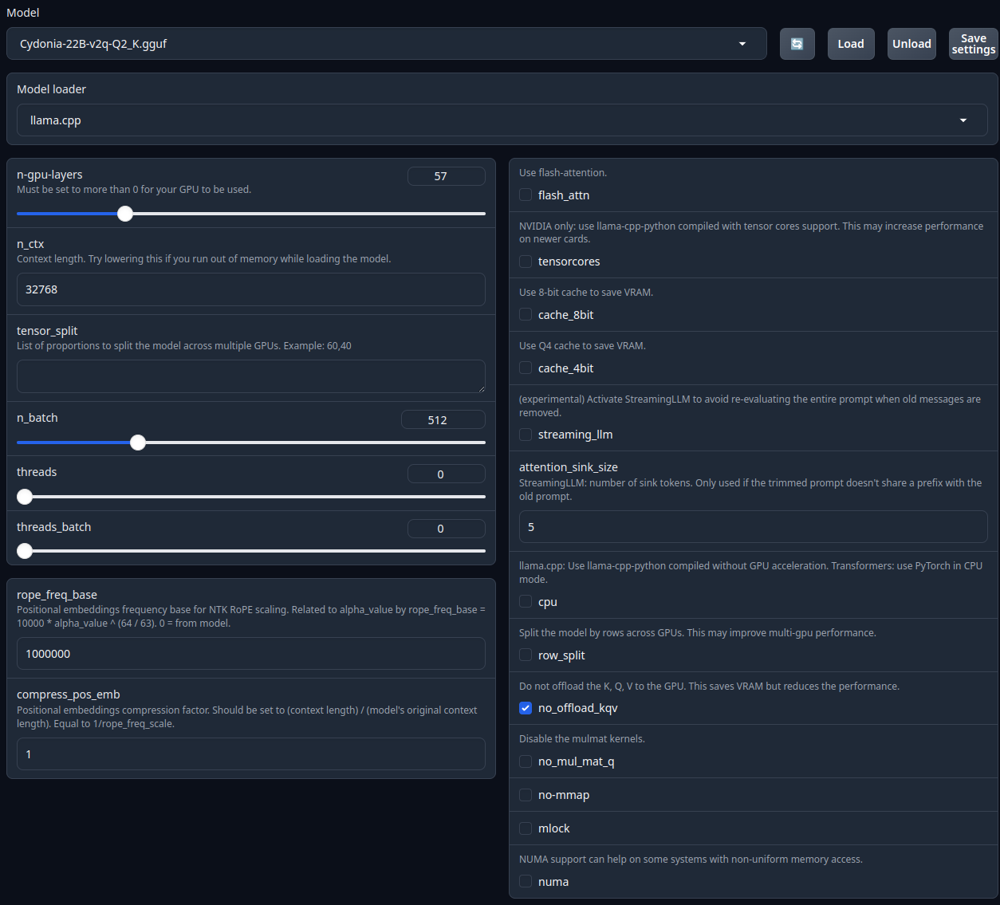 Model
Cydonia-22B-v2q-Q2_K.gguf
Load
Unload
Save
settings
Model loader
llama.cpp
n-gpu-layers
57
Must be set to more than 0 for your GPU to be used.
n_ctx
Context length. Try lowering this if you run out of memory while loading the model.
32768
tensor_split
List of proportions to split the model across multiple GPUs. Example: 60,40
n_batch
512
threads
0
threads_batch
0
rope_freq_base
Positional embeddings frequency base for NTK RoPE scaling. Related to alpha_value by rope_freq_base =
10000 * alpha_value ^ (64 / 63). 0 = from model.
1000000
compress_pos_emb
Positional embeddings compression factor. Should be set to (context length) / (model's original context
length). Equal to 1/rope_freq_scale.
1
Use flash-attention.
flash_attn
NVIDIA only: use llama-cpp-python compiled with tensor cores support. This may increase performance
on newer cards.
tensorcores
Use 8-bit cache to save VRAM.
cache_8bit
Use Q4 cache to save VRAM.
cache_4bit
(experimental) Activate StreamingLLM to avoid re-evaluating the entire prompt when old messages are
removed.
streaming_llm
attention_sink_size
StreamingLLM: number of sink tokens. Only used if the trimmed prompt doesn't share a prefix with the
old prompt.
5
llama.cpp: Use llama-cpp-python compiled without GPU acceleration. Transformers: use PyTorch in CPU
mode.
cpu
Split the model by rows across GPUs. This may improve multi-gpu performance.
row_split
Do not offload the K, Q, V to the GPU. This saves VRAM but reduces the performance.
no_offload_kqv
Disable the mulmat kernels.
no_mul_mat_q
no-mmap
mlock
NUMA support can help on some systems with non-uniform memory access.
numa